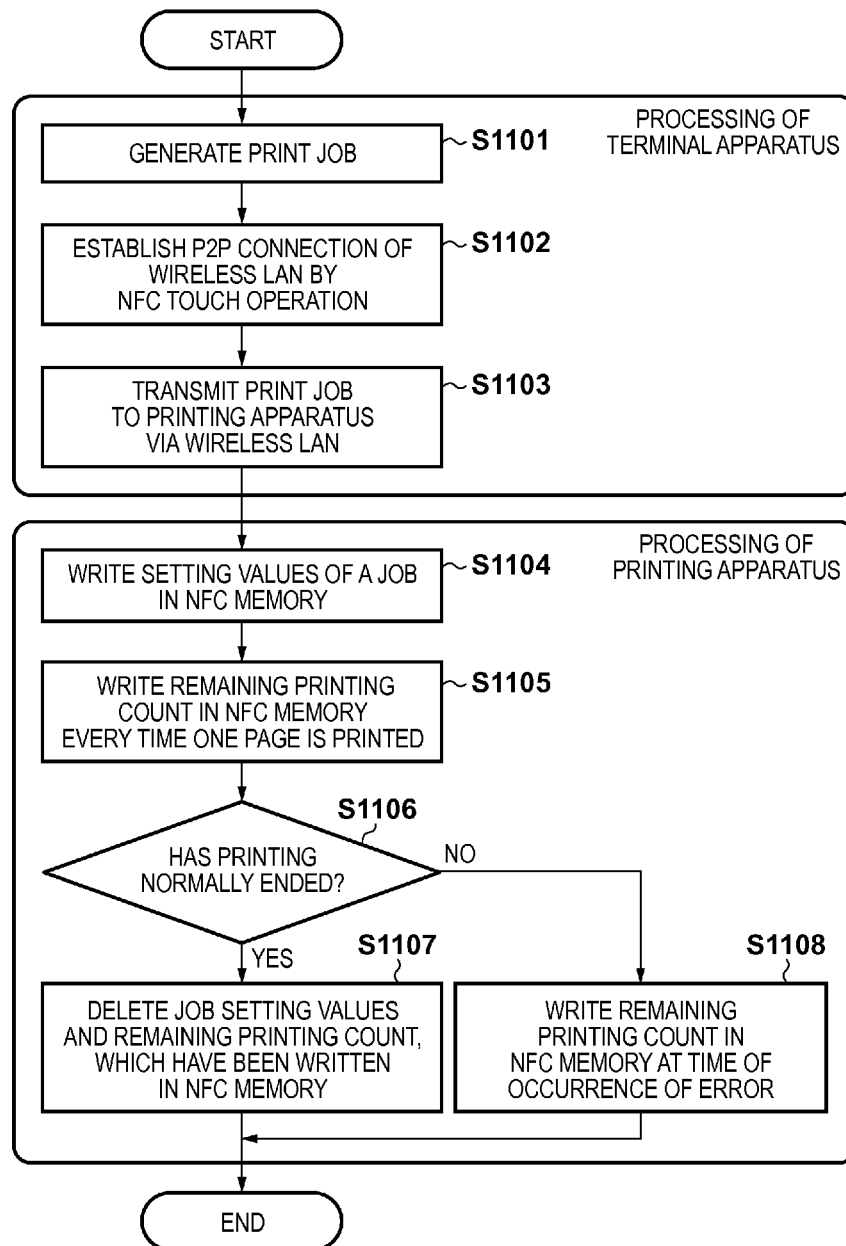 START
PROCESSING OF
TERMINAL APPARATUS
GENERATE PRINT JOB
S1101
ESTABLISH P2P CONNECTION OF
WIRELESS LAN BY
NFC TOUCH OPERATION
S1102
TRANSMIT PRINT JOB
TO PRINTING APPARATUS
VIA WIRELESS LAN
S1103
PROCESSING OF
PRINTING APPARATUS
WRITE SETTING VALUES OF A JOB
IN NFC MEMORY
S1104
WRITE REMAINING PRINTING
COUNT IN NFC MEMORY
EVERY TIME ONE PAGE IS PRINTED
S1105
S1106
HAS PRINTING
NORMALLY ENDED?
NO
YES
S1107
DELETE JOB SETTING VALUES
AND REMAINING PRINTING COUNT,
WHICH HAVE BEEN WRITTEN
IN NFC MEMORY
S1108
WRITE REMAINING
PRINTING COUNT IN
NFC MEMORY AT TIME OF
OCCURRENCE OF ERROR
END